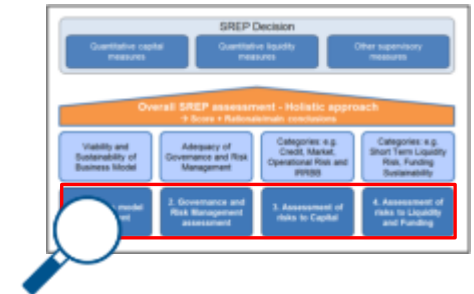 SREP Decision
Quantitative capital
measures
Quantitative liquidity
measures
Other supervisory
measures
Overall SREP assessment - Holistic approach
→ Score + Rationale/main conclusions
Viability and
Sustainability of
Business Model
Adequacy of
Governance and Risk
Management
Categories: e.g.
Credit, Market,
Operational Risk and
IRRBB
Categories: e.g.
Short Term Liquidity
Risk, Funding
Sustainability
model
2. Governance and
Risk Management
assessment
3. Assessment of
risks to Capital
4. Assessment of
risks to Liquidity
and Funding